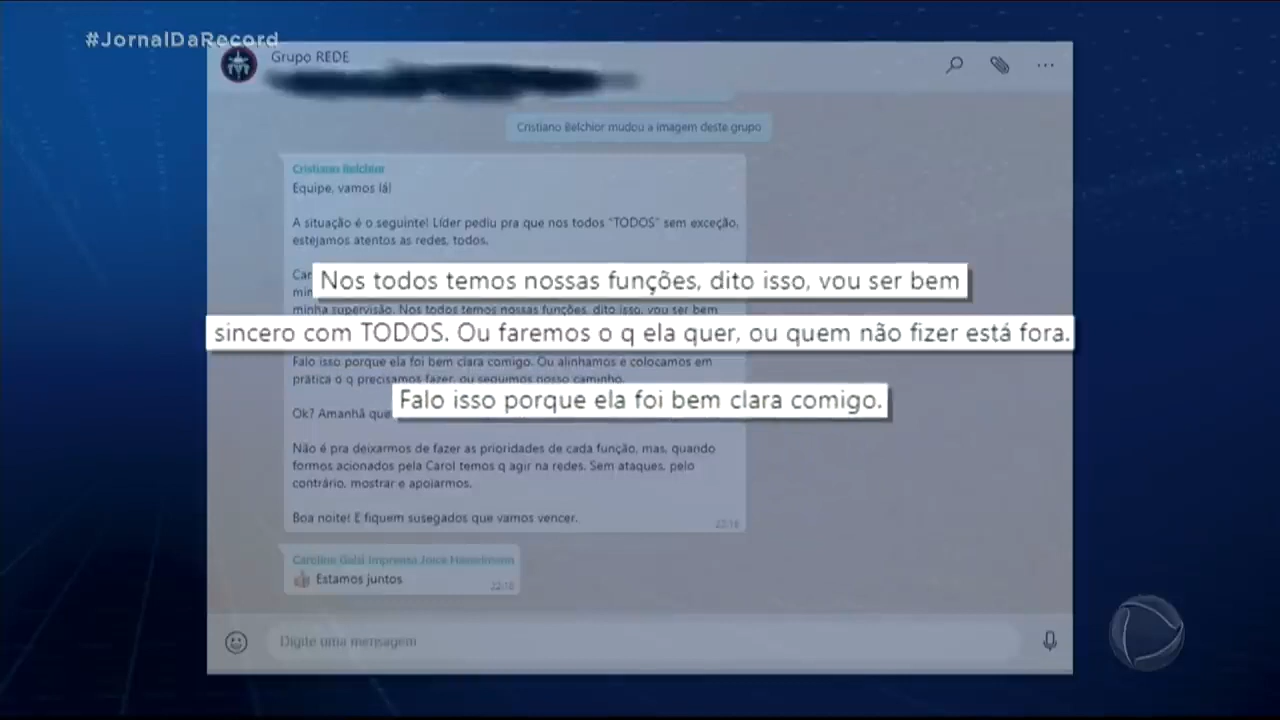 #JornalDaRecord
Grupo REDE
Cristiano Belchior mudou a imagem deste grupo
Cristiano Belchior
Equipe, vamos lá!
A situação é o seguinte! Líder pediu pra que nos todos "TODOS" sem exceção,
estejamos atentos as redes, todos.
Nos todos temos nossas funções, dito isso, vou ser bem
minha supervisão. Nos todos temos nossas funções, dito isso, vou ser bem
sincero com TODOS. Ou faremos o q ela quer, ou quem não fizer está fora.
Falo isso porque ela foi bem clara comigo. Ou alinhamos e colocamos em
prática o q precisamos fazer, ou seguimos nosso caminho.
Falo isso porque ela foi bem clara comigo.
Ok? Amanhã
Não é pra deixarmos de fazer as prioridades de cada função, mas, quando
formos acionados pela Carol temos q agir na redes. Sem ataques, pelo
contrário, mostrar e apoiarmos.
Boa noite! E fiquem susegados que vamos vencer.
22:18
Imprensa Joice Hasselmann
Estamos juntos
22:18
Digite uma mensagem